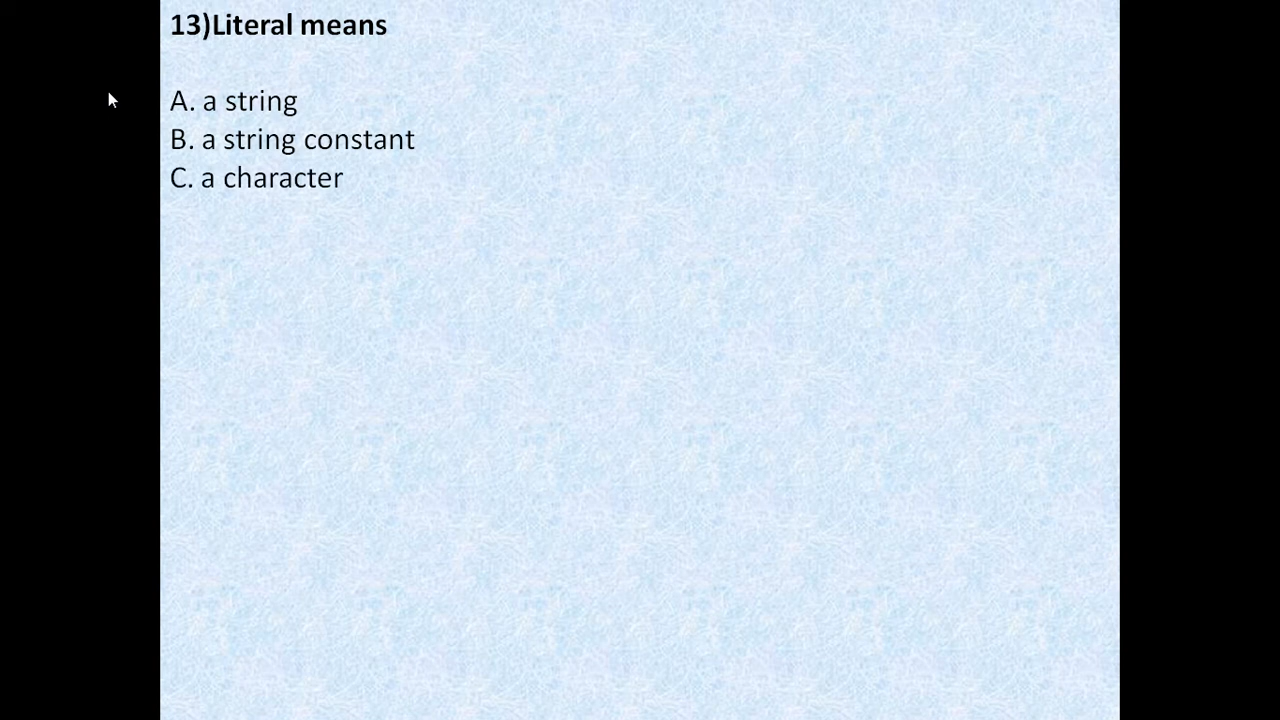 13)Literal means
A. a string
B. a string constant
C. a character